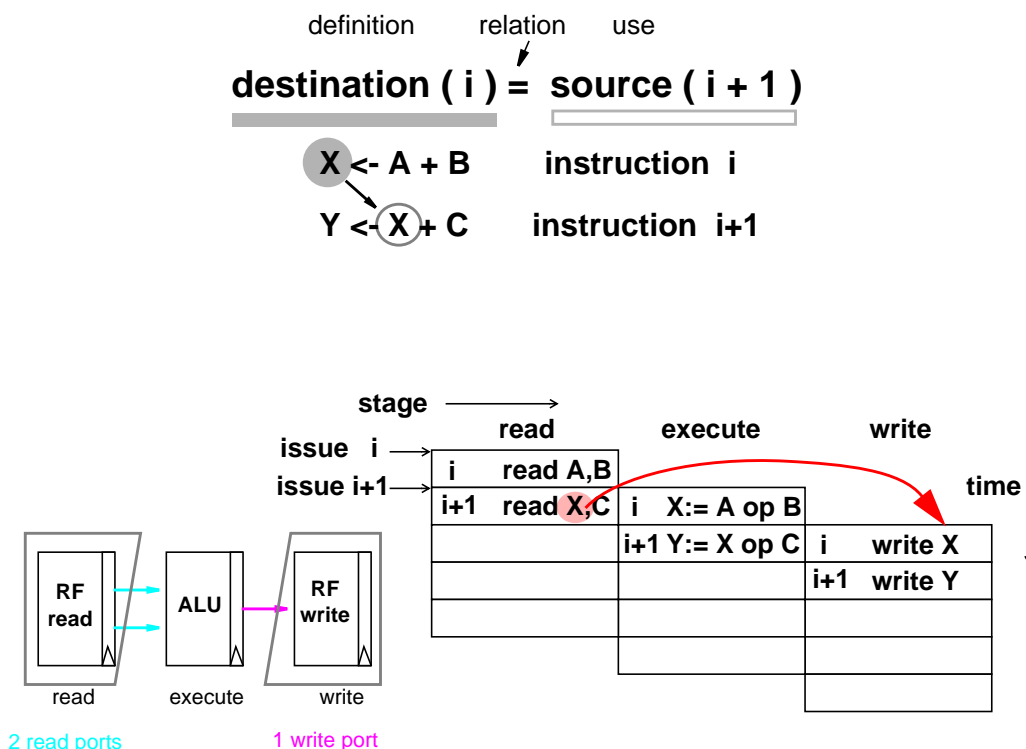 definition relation use
destination ( i ) = source ( i + 1 )
X <- A + B instruction i
Y <- X + C instruction i+1
stage
read execute write
issue i
i read A,B
issue i+1
time
i+1 read X,C i X:= A op B
i+1 Y:= X op C i write X
i+1 write Y
RF read
ALU
RF write
read execute write
2 read ports 1 write port